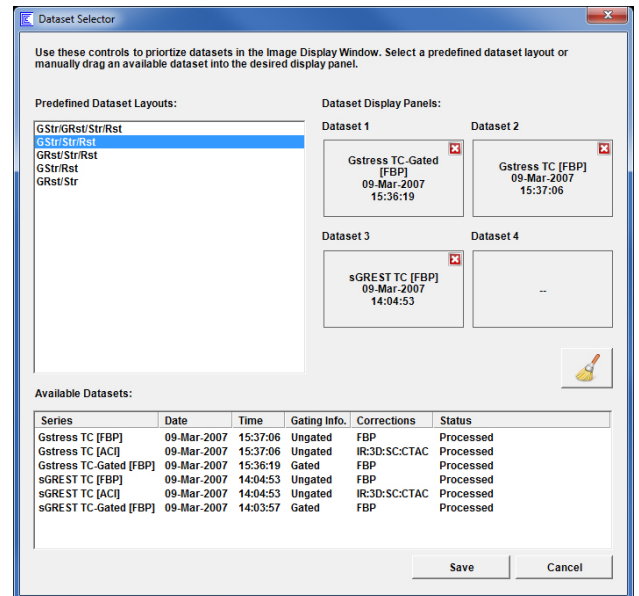 Dataset Selector
Use these controls to priortize datasets in the Image Display Window. Select a predefined dataset layout or
manually drag an available dataset into the desired display panel.
Predefined Dataset Layouts:
GStr/GRst/Str/Rst
GStr/Str/Rst
GRst/Str/Rst
GStr/Rst
GRst/Str
Dataset Display Panels:
Dataset 1
Gstress TC-Gated
[FBP]
09-Mar-2007
15:36:19
Dataset 2
Gstress TC [FBP]
09-Mar-2007
15:37:06
Dataset 3
sGREST TC [FBP]
09-Mar-2007
14:04:53
Dataset 4
--
Available Datasets:
Series Date Time Gating Info. Corrections Status
Gstress TC [FBP] 09-Mar-2007 15:37:06 Ungated FBP Processed
Gstress TC [ACI] 09-Mar-2007 15:37:06 Ungated IR:3D:SC:CTAC Processed
Gstress TC-Gated [FBP] 09-Mar-2007 15:36:19 Gated FBP Processed
sGREST TC [FBP] 09-Mar-2007 14:04:53 Ungated FBP Processed
sGREST TC [ACI] 09-Mar-2007 14:04:53 Ungated IR:3D:SC:CTAC Processed
sGREST TC-Gated [FBP] 09-Mar-2007 14:03:57 Gated FBP Processed
Save Cancel